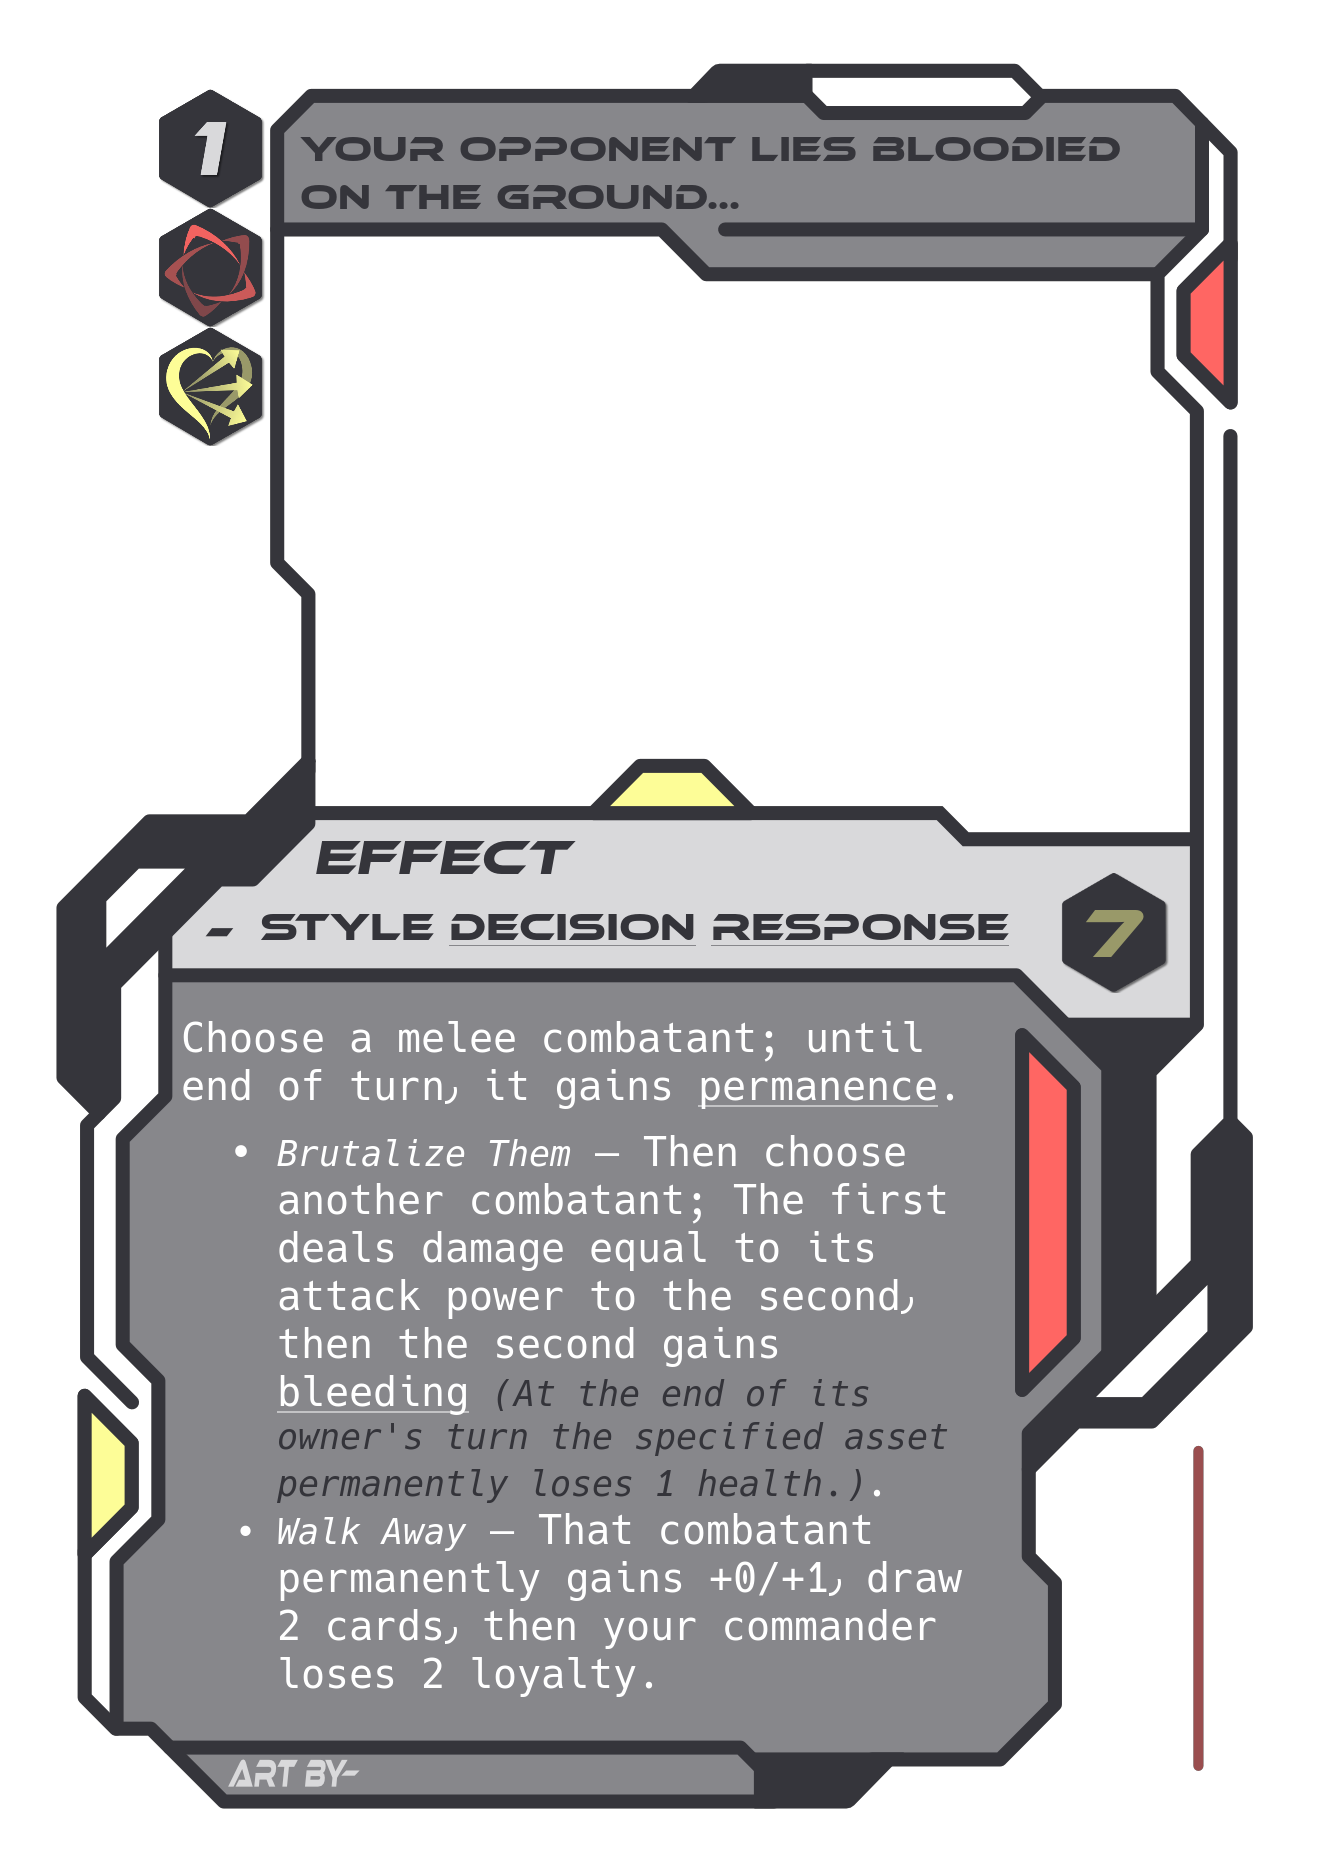 1
YOUR OPPONENT LIES BLOODIED
ON THE GROUND...
EFFECT
- STYLE DECISION RESPONSE
7
Choose a melee combatant; until
end of turn, it gains permanence.
• Brutalize Them – Then choose
another combatant; The first
deals damage equal to its
attack power to the second,
then the second gains
bleeding (At the end of its
owner's turn the specified asset
permanently loses 1 health.).
• Walk Away – That combatant
permanently gains +0/+1, draw
2 cards, then your commander
loses 2 loyalty.
ART BY-